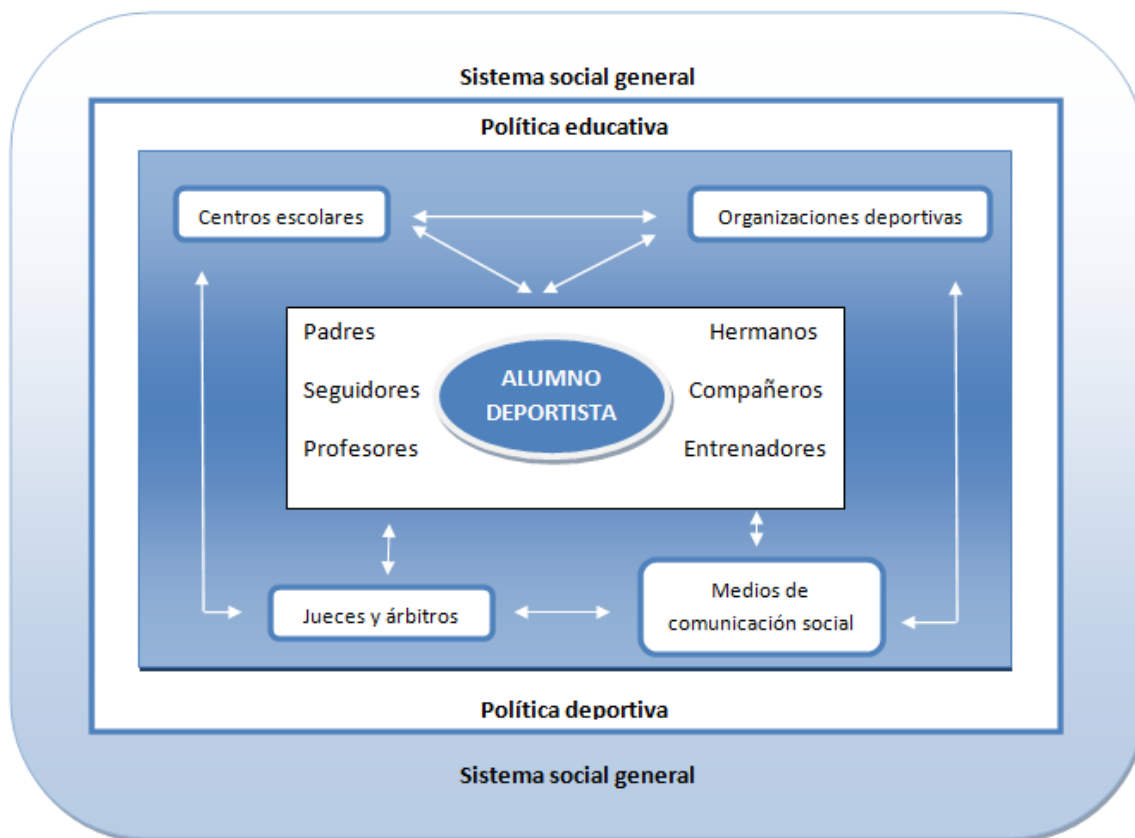 Sistema social general
Política educativa
Centros escolares
Organizaciones deportivas
Padres
Hermanos
ALUMNO
DEPORTISTA
Seguidores
Compañeros
Profesores
Entrenadores
Jueces y árbitros
Medios de
comunicación social
Política deportiva
Sistema social general